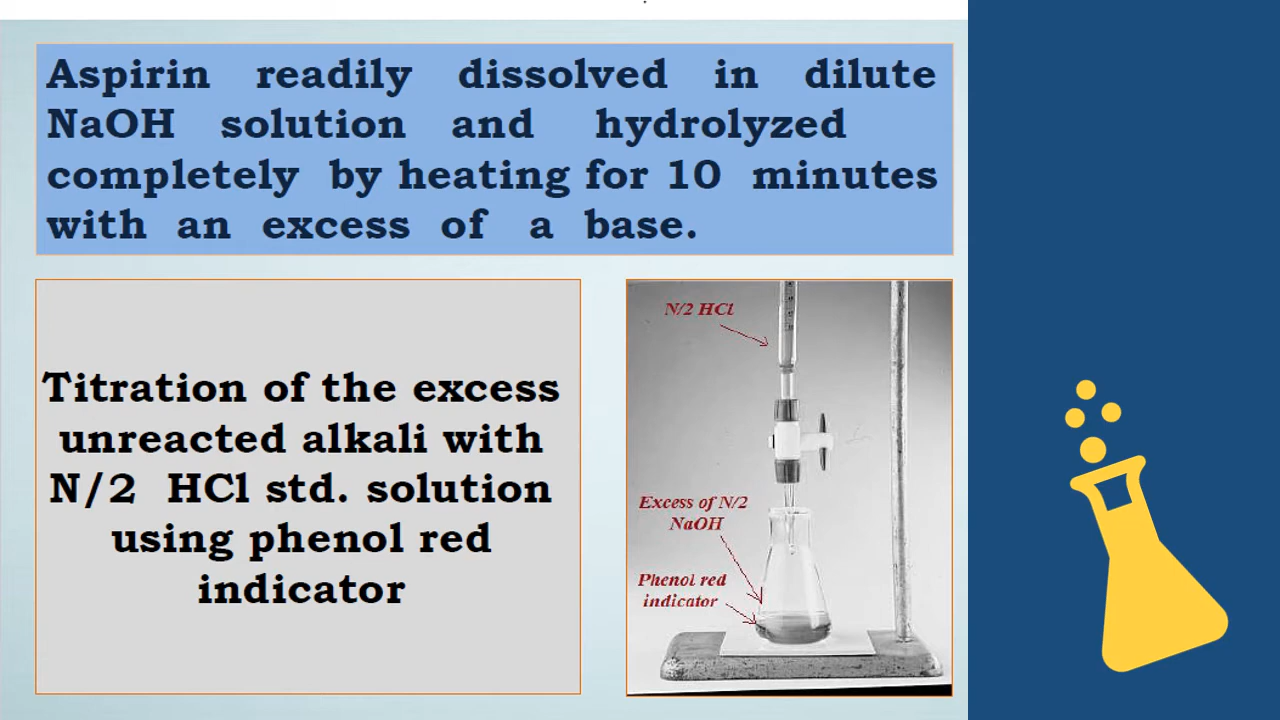 Aspirin readily dissolved in dilute
NaOH solution and hydrolyzed
completely by heating for 10 minutes
with an excess of a base.
Titration of the excess
unreacted alkali with
N/2 HCl std. solution
using phenol red
indicator
N/2 HCl
Excess of N/2
NaOH
Phenol red
indicator